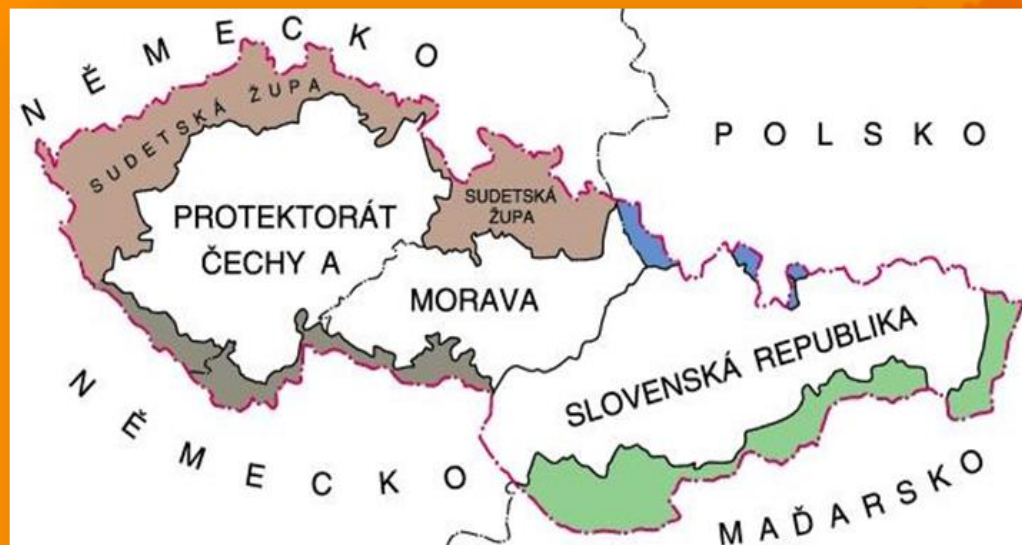 NĚMECKO
SUDETSKÁ ŽUPA
POLSKO
SUDETSKÁ
ŽUPA
PROTEKTORÁT
ČECHY A
MORAVA
SLOVENSKÁ REPUBLIKA
NĚMECKO
MAĎARSKO